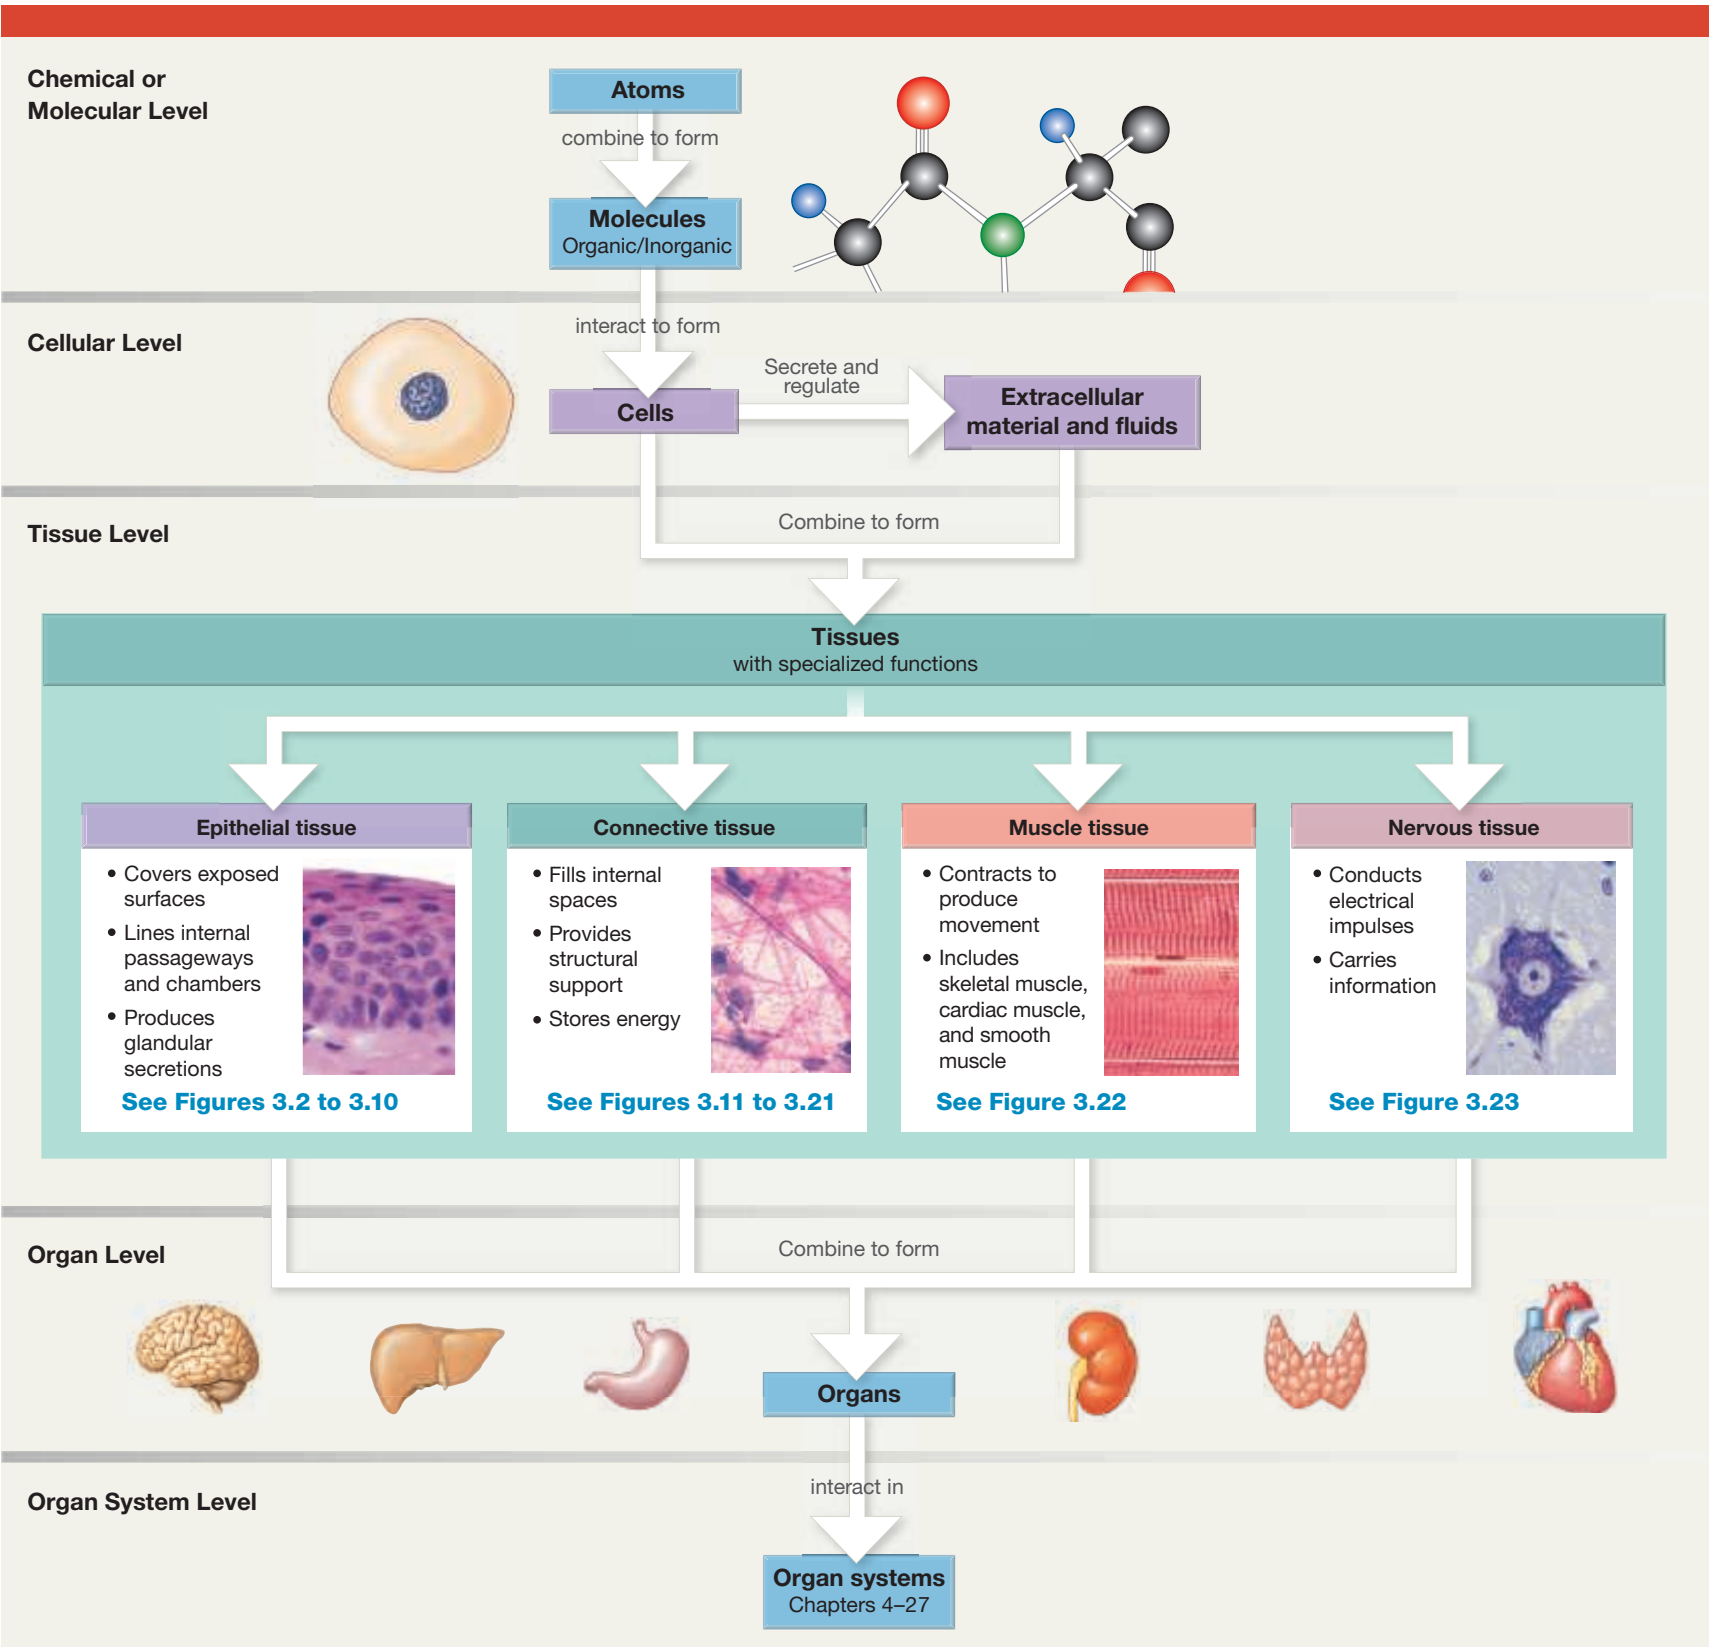 Chemical or
Molecular Level
Atoms
combine to form
Molecules
Organic/Inorganic
interact to form
Cellular Level
Cells
Secrete and
regulate
Extracellular
material and fluids
Tissue Level
Combine to form
Tissues
with specialized functions
Epithelial tissue
• Covers exposed
surfaces
• Lines internal
passageways
and chambers
• Produces
glandular
secretions
See Figures 3.2 to 3.10
Connective tissue
• Fills internal
spaces
• Provides
structural
support
• Stores energy
See Figures 3.11 to 3.21
Muscle tissue
• Contracts to
produce
movement
• Includes
skeletal muscle,
cardiac muscle,
and smooth
muscle
See Figure 3.22
Nervous tissue
• Conducts
electrical
impulses
• Carries
information
See Figure 3.23
Organ Level
Combine to form
Organs
interact in
Organ System Level
Organ systems
Chapters 4–27